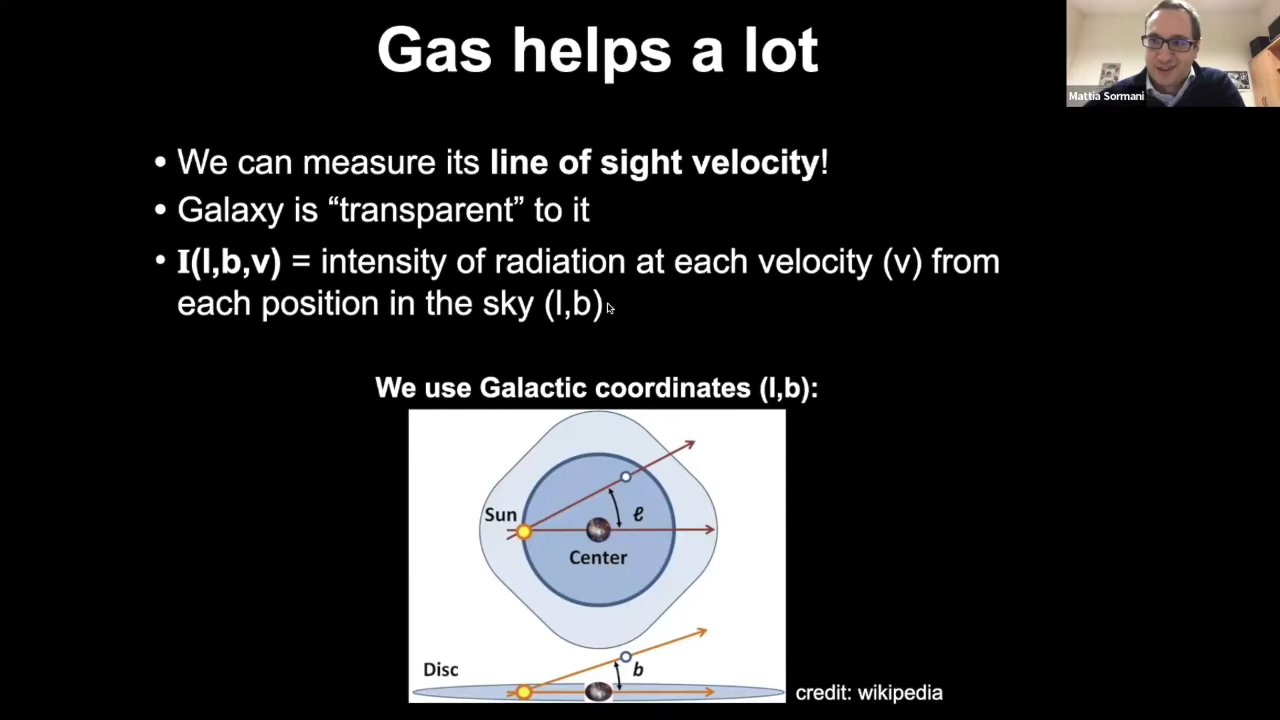 Gas helps a lot
Mattia Sormani
• We can measure its line of sight velocity!
• Galaxy is “transparent” to it
• I(l,b,v) = intensity of radiation at each velocity (v) from
each position in the sky (l,b)
We use Galactic coordinates (l,b):
Sun
ℓ
Center
Disc
b
credit: wikipedia